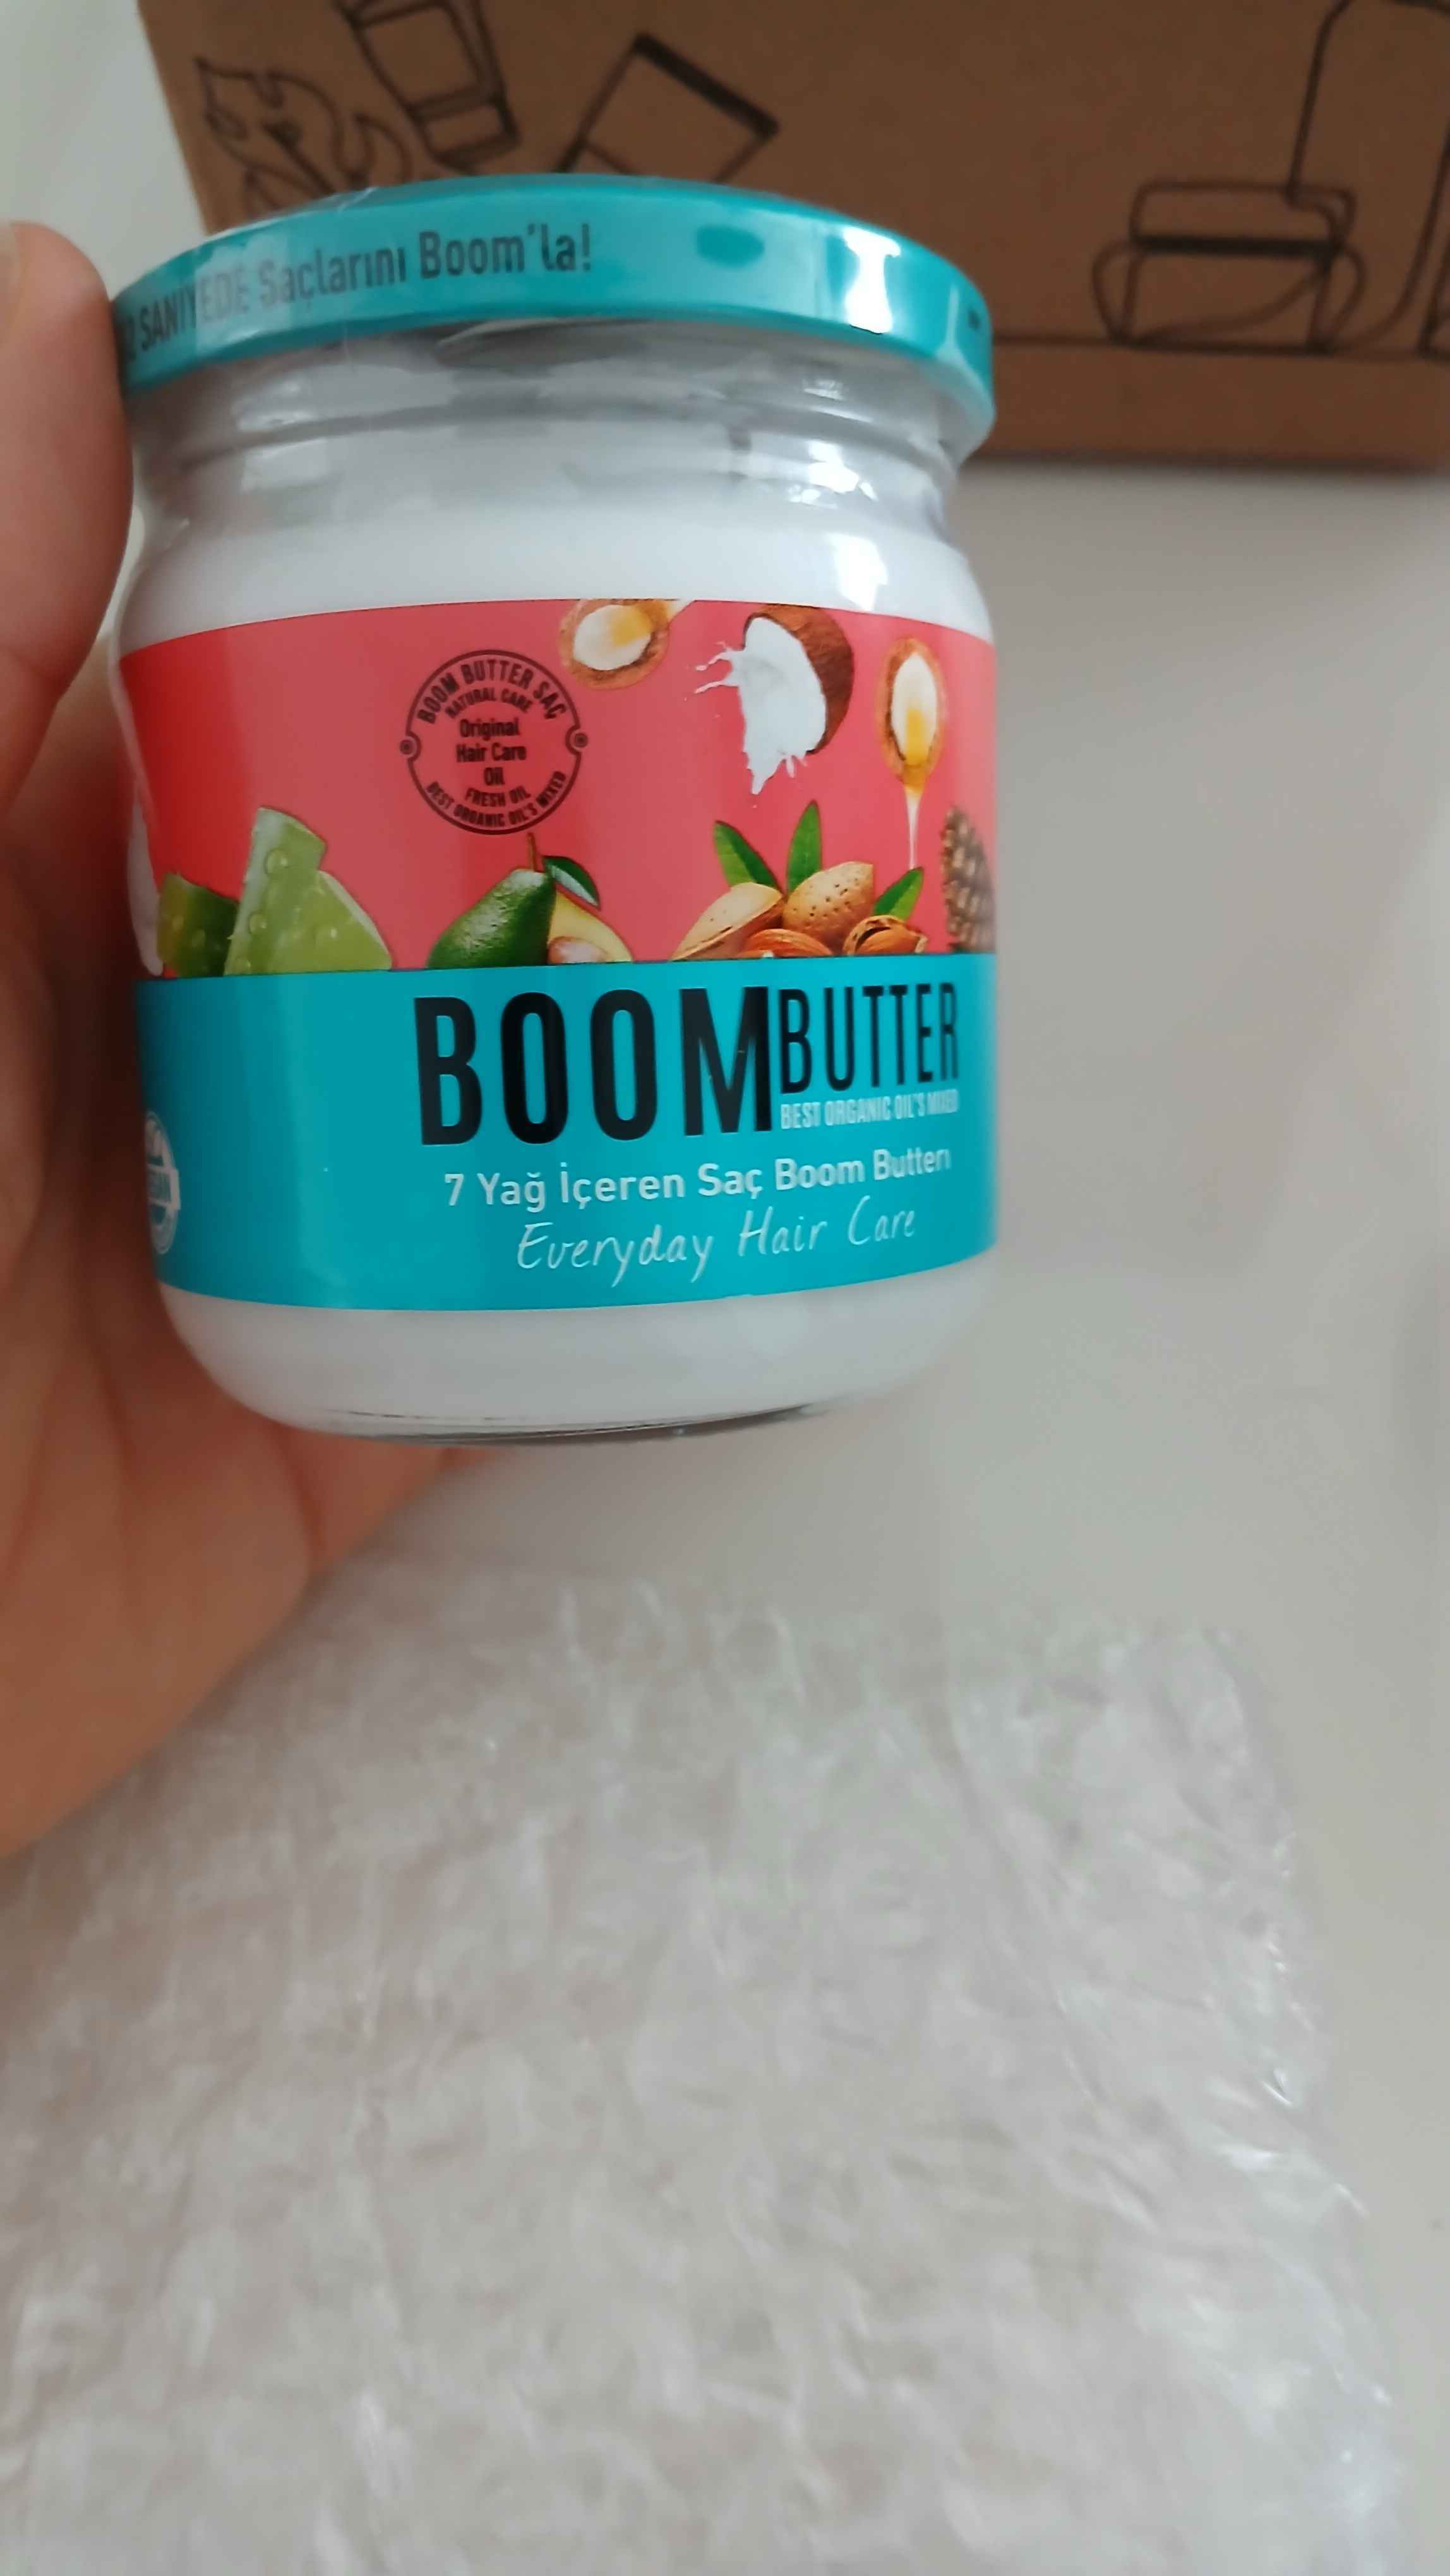 SANİYEDE Saçlarını Boom'la!
BOOM BUTTER SAÇ
NATURAL CARE
Original
Hair Care
Oil
FRESH OIL
BEST ORGANIC OIL'S MIXED
BOOM BUTTER
BEST ORGANIC OIL'S MIXED
7 Yağ İçeren Saç Boom Butterı
Everyday Hair Care